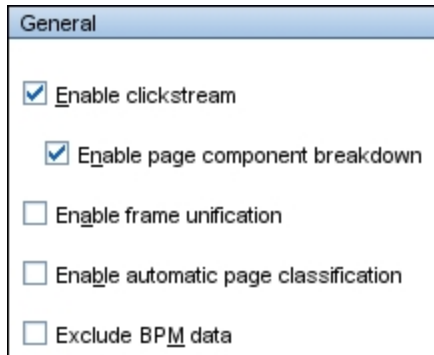 General
Enable clickstream
Enable page component breakdown
Enable frame unification
Enable automatic page classification
Exclude BPM data